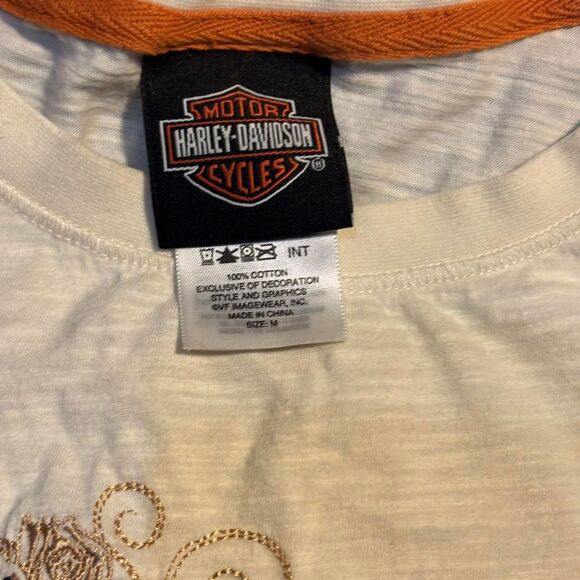 MOTOR
HARLEY-DAVIDSON
CYCLES
®
INT
100% COTTON
EXCLUSIVE OF DECORATION
STYLE AND GRAPHICS
©VF IMAGEWEAR, INC.
MADE IN CHINA
SIZE: M